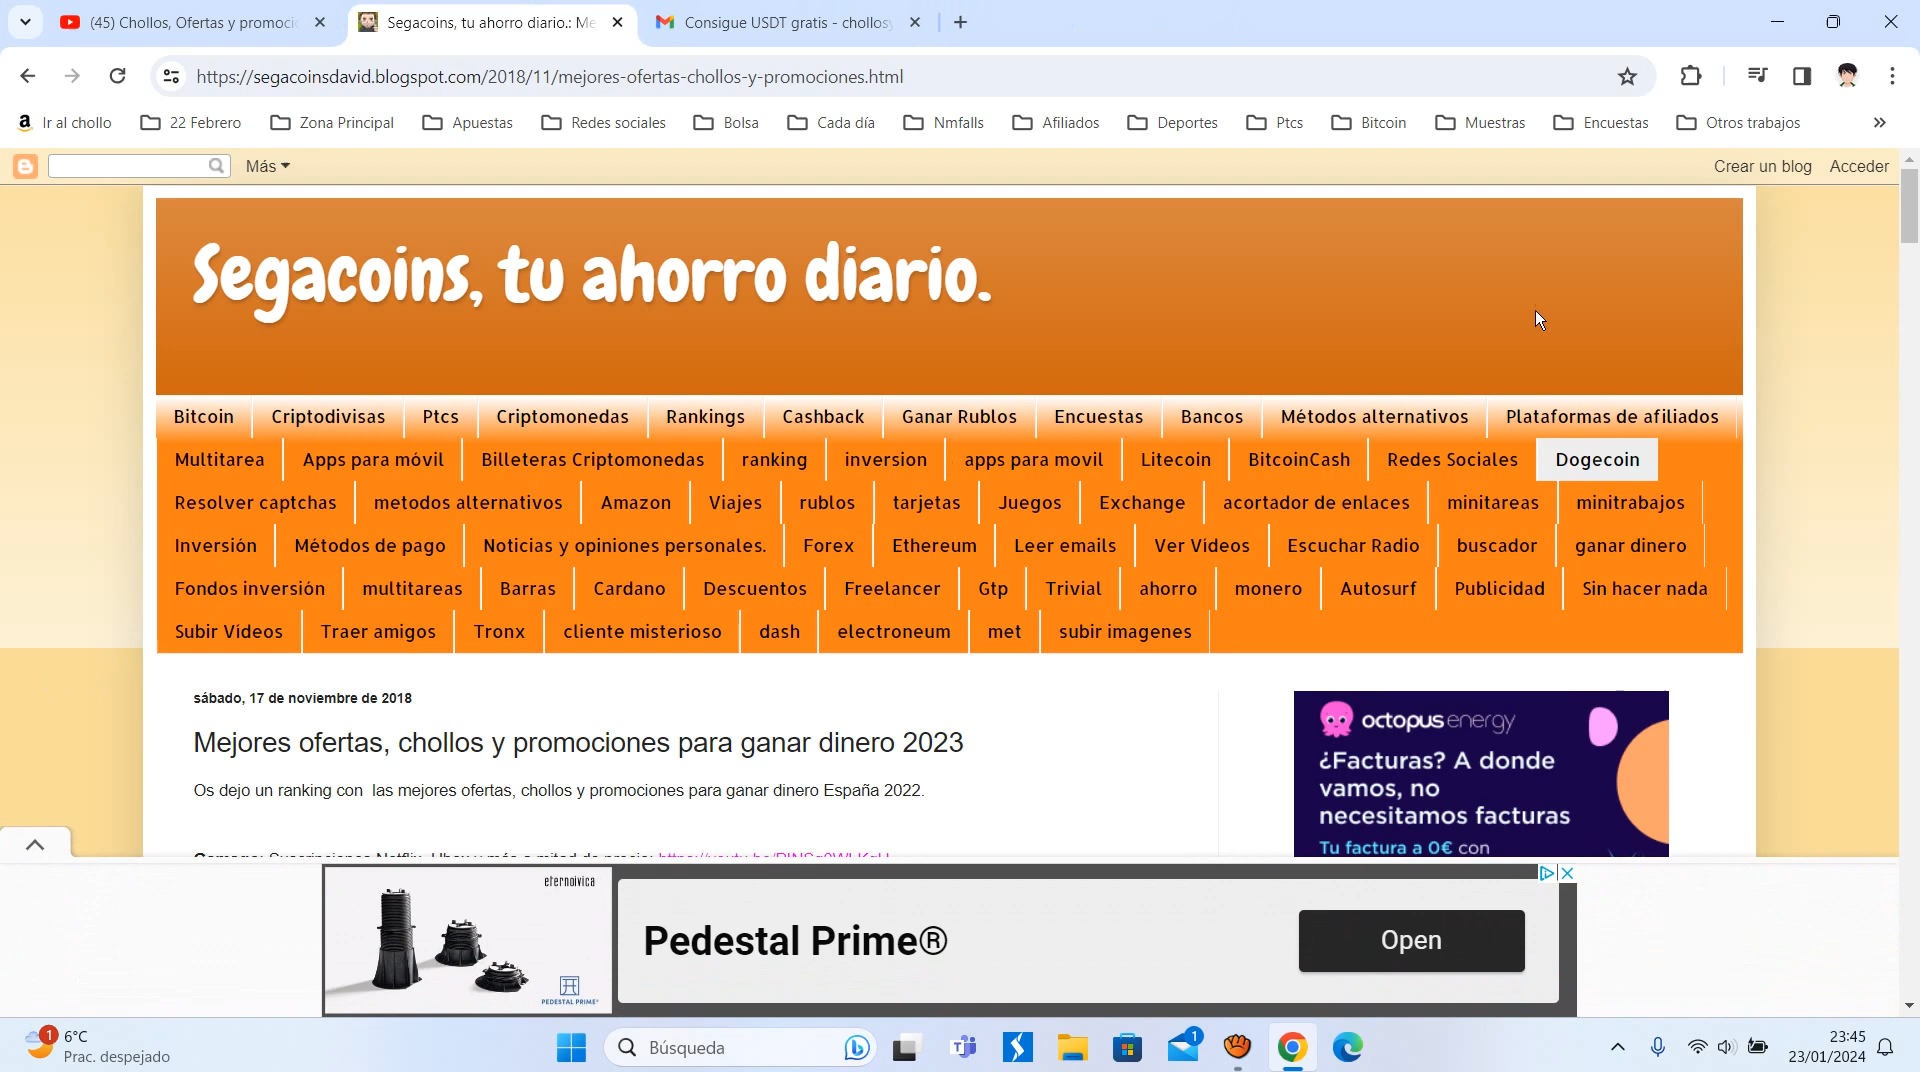 (45) Chollos, Ofertas y promoci
Segacoins, tu ahorro diario.: Me
Consigue USDT gratis - chollosy
https://segacoinsdavid.blogspot.com/2018/11/mejores-ofertas-chollos-y-promociones.html
Ir al chollo 22 Febrero Zona Principal Apuestas Redes sociales Bolsa Cada día Nmfalls Afiliados Deportes Ptcs Bitcoin Muestras Encuestas Otros trabajos »
Más Crear un blog Acceder
Segacoins, tu ahorro diario.
Bitcoin Criptodivisas Ptcs Criptomonedas Rankings Cashback Ganar Rublos Encuestas Bancos Métodos alternativos Plataformas de afiliados
Multitarea Apps para móvil Billeteras Criptomonedas ranking inversion apps para movil Litecoin BitcoinCash Redes Sociales Dogecoin
Resolver captchas metodos alternativos Amazon Viajes rublos tarjetas Juegos Exchange acortador de enlaces minitareas minitrabajos
Inversión Métodos de pago Noticias y opiniones personales. Forex Ethereum Leer emails Ver Vídeos Escuchar Radio buscador ganar dinero
Fondos inversión multitareas Barras Cardano Descuentos Freelancer Gtp Trivial ahorro monero Autosurf Publicidad Sin hacer nada
Subir Vídeos Traer amigos Tronx cliente misterioso dash electroneum met subir imagenes
sábado, 17 de noviembre de 2018
Mejores ofertas, chollos y promociones para ganar dinero 2023
Os dejo un ranking con las mejores ofertas, chollos y promociones para ganar dinero España 2022.
octopus energy
¿Facturas? A donde
vamos, no
necesitamos facturas
Tu factura a 0€ con
eternoivica
PEDESTAL PRIME®
Pedestal Prime®
Open
1
6°C
Prac. despejado
Búsqueda
1
23:45
23/01/2024